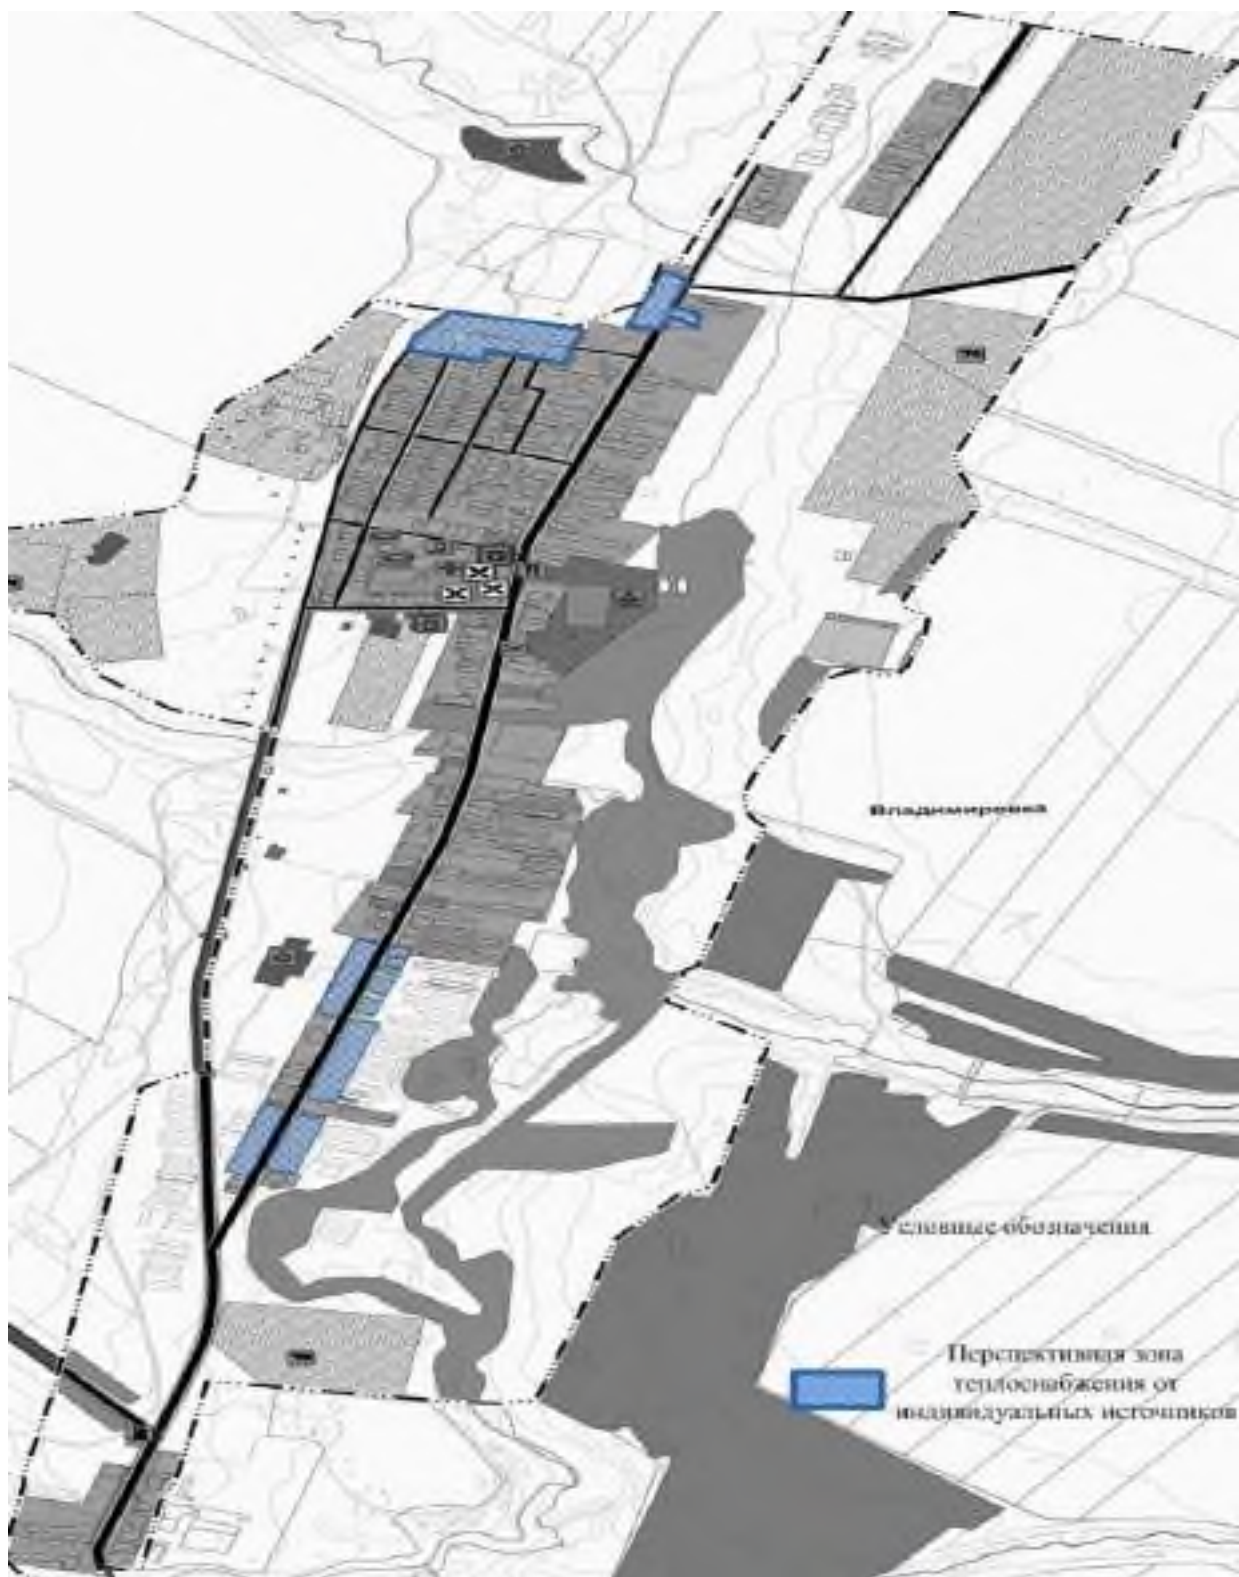 Владимировка
Условные обозначения
Перспективная зона
теплоснабжения от
индивидуальных источников